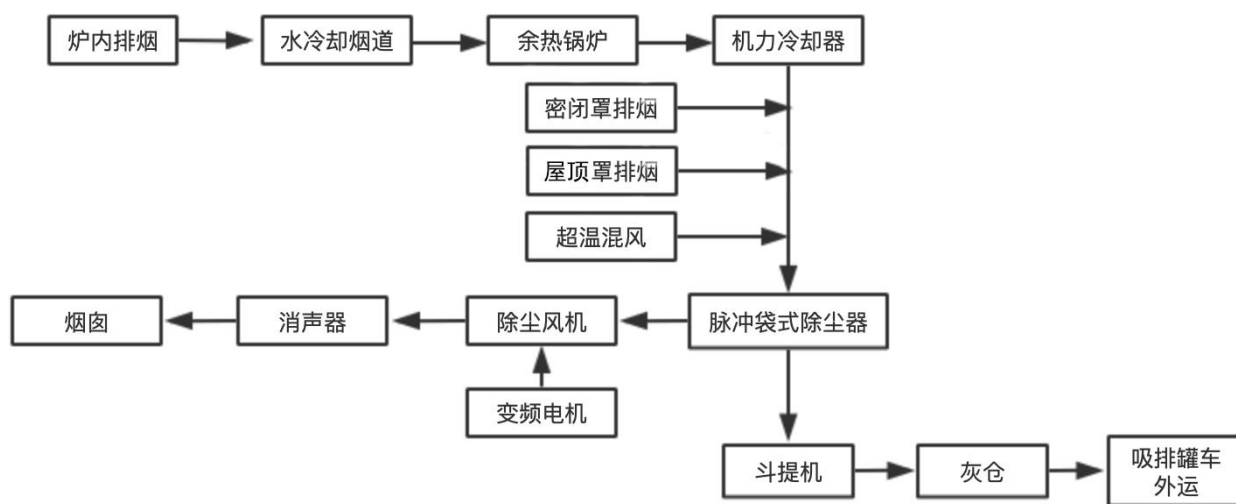 炉内排烟
水冷却烟道
余热锅炉
机力冷却器
密闭罩排烟
屋顶罩排烟
超温混风
烟囱
消声器
除尘风机
脉冲袋式除尘器
变频电机
斗提机
灰仓
吸排罐车
外运